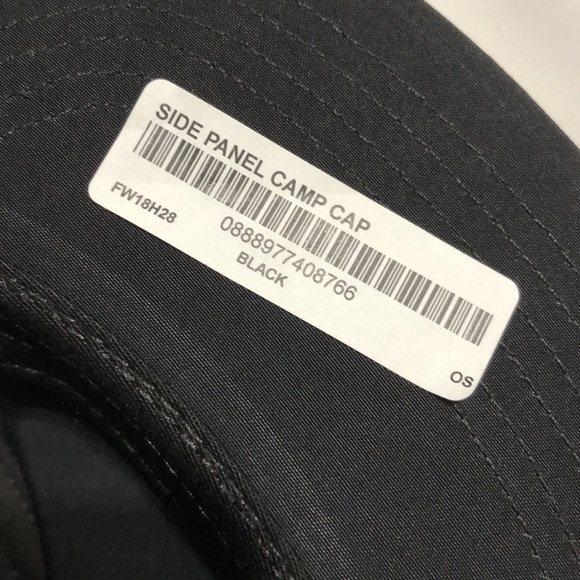 SIDE PANEL CAMP CAP
FW18H28
0888977408766
BLACK
OS